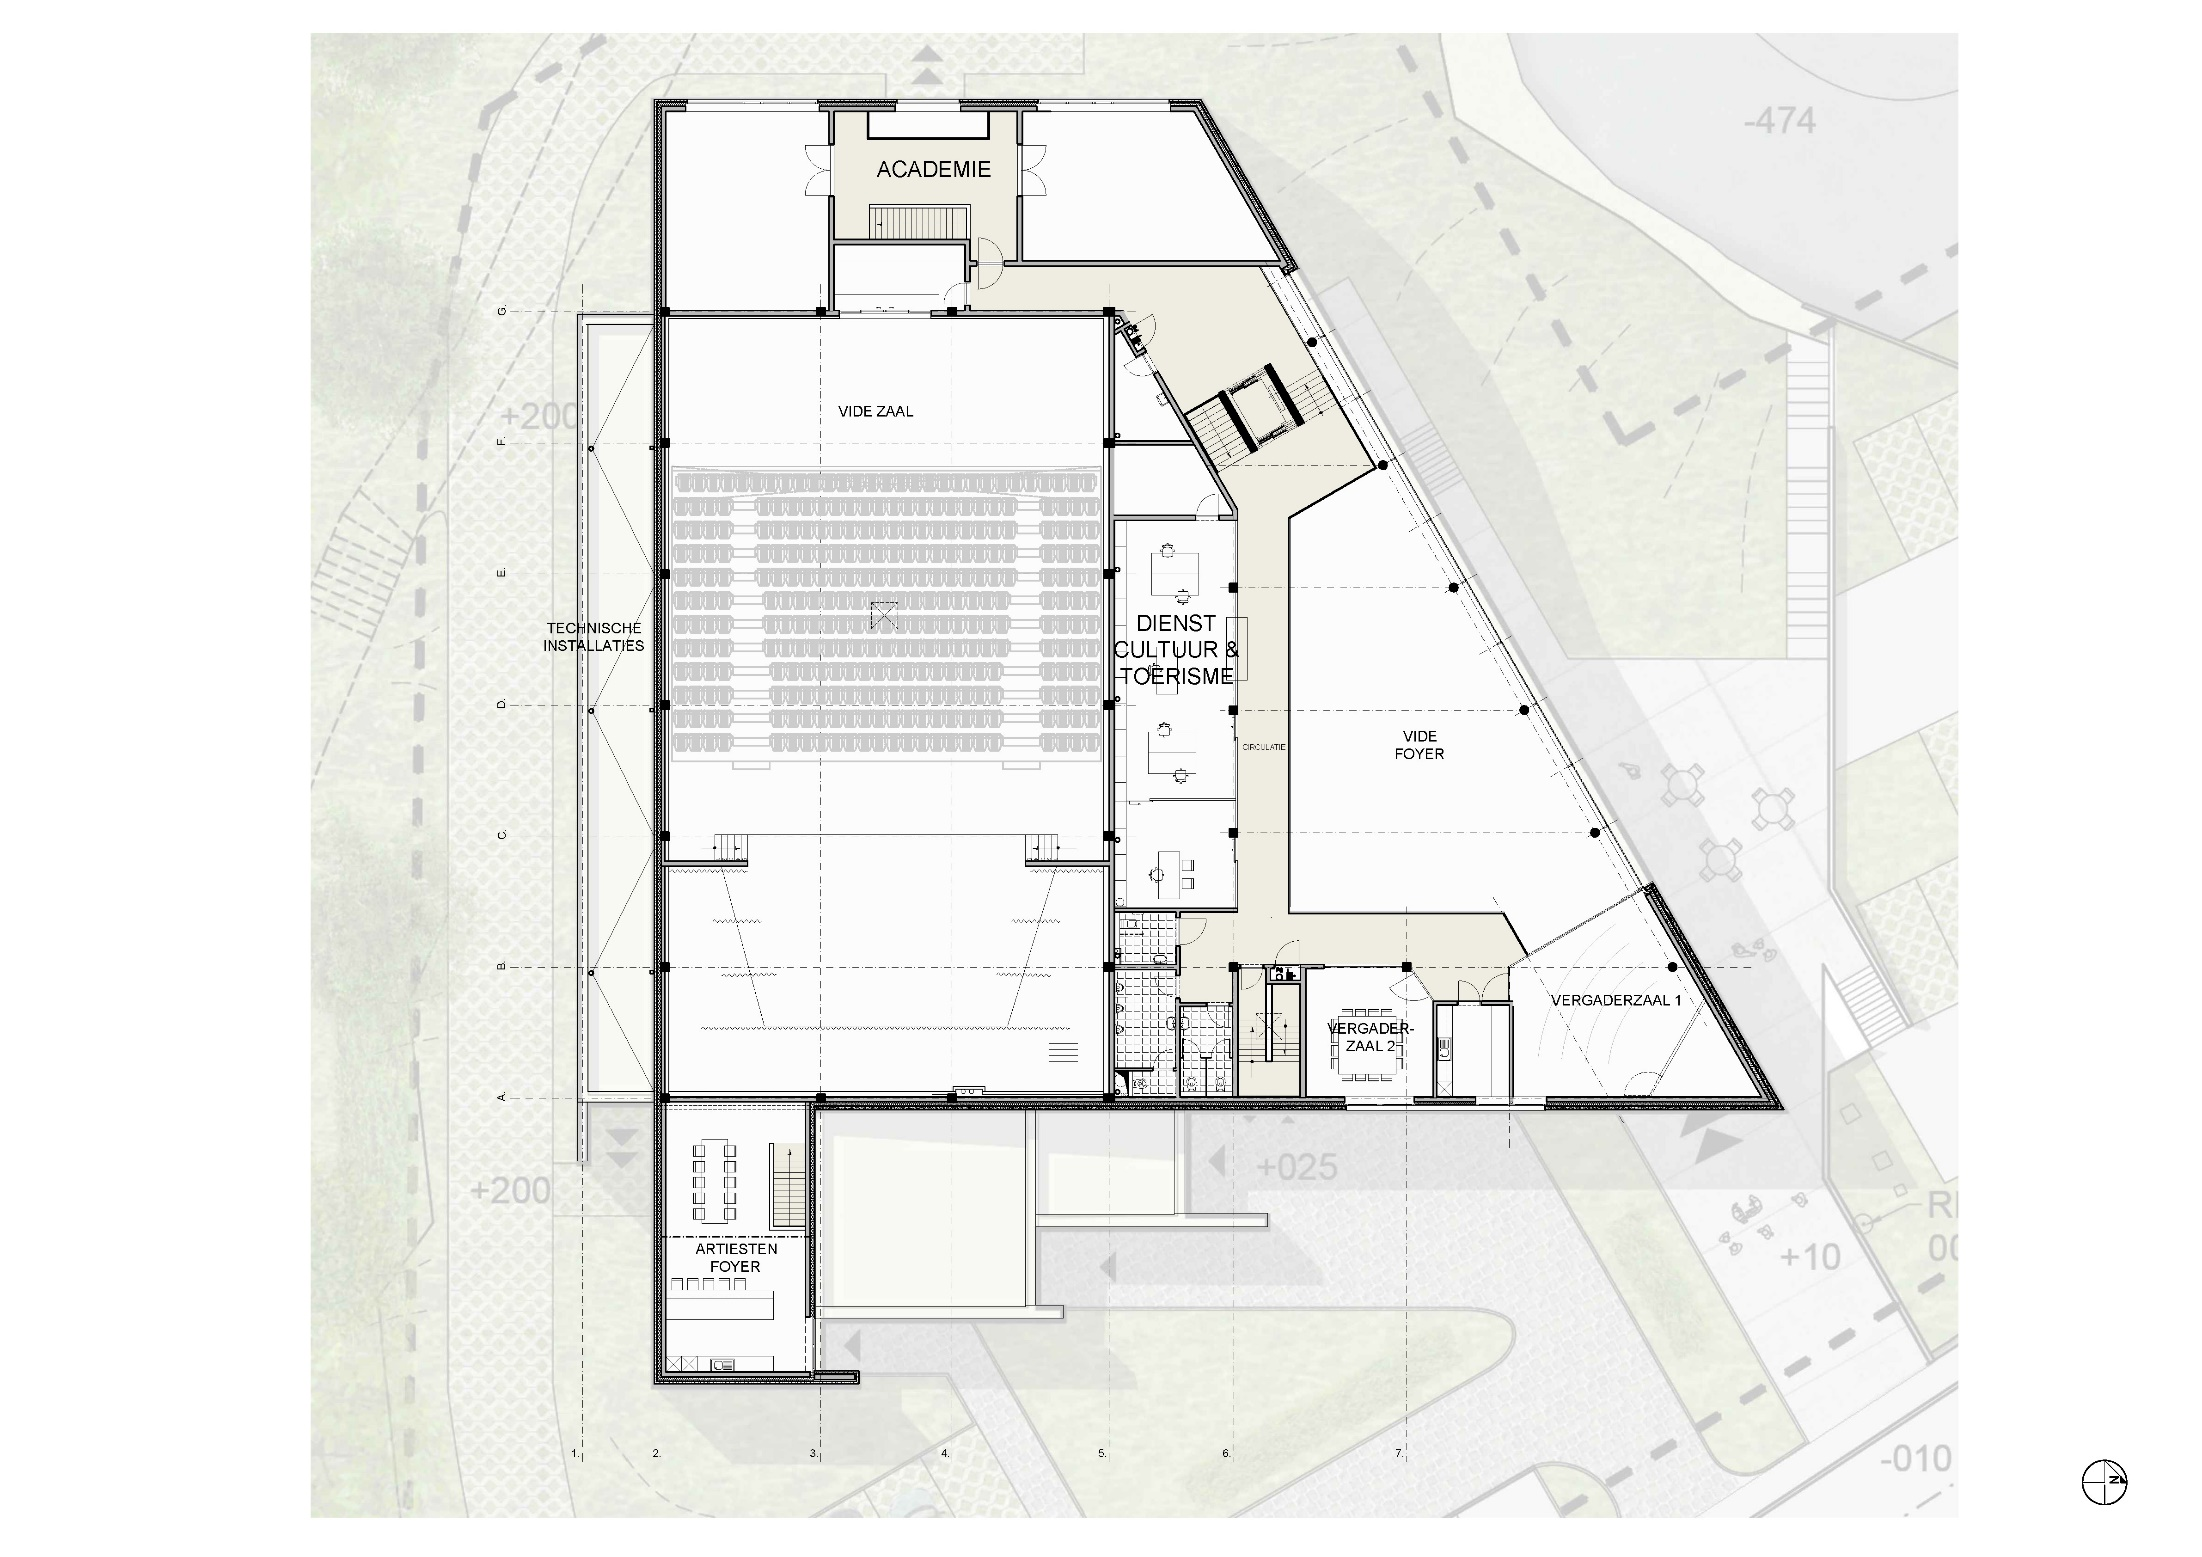 -474
ACADEMIE
G.
+200
VIDE ZAAL
F.
E.
TECHNISCHE
INSTALLATIES
DIENST
CULTUUR &
TOERISME
D.
CIRCULATIE
VIDE
FOYER
C.
B.
VERGADERZAAL 1
VERGADER-
ZAAL 2
A.
+200
+025
ARTIESTEN
FOYER
+10
1.
2.
3.
4.
5.
6.
7.
-010
N